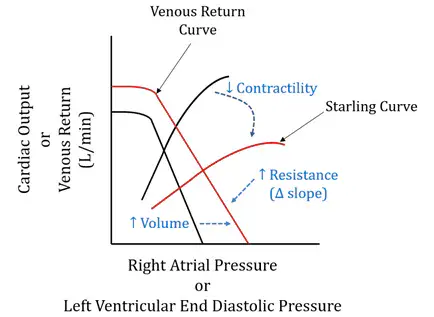 Venous Return
Curve
↓ Contractility
Starling Curve
Cardiac Output
or
Venous Return
(L/min)
↑ Resistance
(Δ slope)
↑ Volume
Right Atrial Pressure
or
Left Ventricular End Diastolic Pressure